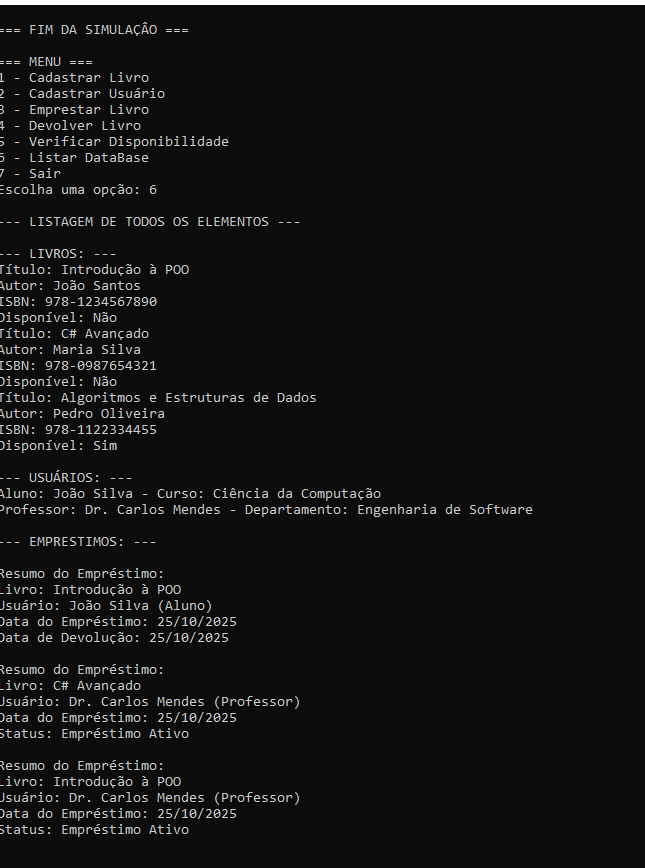 === FIM DA SIMULAÇÂO ===
=== MENU ===
1 - Cadastrar Livro
2 - Cadastrar Usuário
3 - Emprestar Livro
4 - Devolver Livro
5 - Verificar Disponibilidade
6 - Listar DataBase
7 - Sair
Escolha uma opção: 6
--- LISTAGEM DE TODOS OS ELEMENTOS ---
--- LIVROS: ---
Título: Introdução à POO
Autor: João Santos
ISBN: 978-1234567890
Disponível: Não
Título: C# Avançado
Autor: Maria Silva
ISBN: 978-0987654321
Disponível: Não
Título: Algoritmos e Estruturas de Dados
Autor: Pedro Oliveira
ISBN: 978-1122334455
Disponível: Sim
--- USUÁRIOS: ---
Aluno: João Silva - Curso: Ciência da Computação
Professor: Dr. Carlos Mendes - Departamento: Engenharia de Software
--- EMPRESTIMOS: ---
Resumo do Empréstimo:
Livro: Introdução à POO
Usuário: João Silva (Aluno)
Data do Empréstimo: 25/10/2025
Data de Devolução: 25/10/2025
Resumo do Empréstimo:
Livro: C# Avançado
Usuário: Dr. Carlos Mendes (Professor)
Data do Empréstimo: 25/10/2025
Status: Empréstimo Ativo
Resumo do Empréstimo:
Livro: Introdução à POO
Usuário: Dr. Carlos Mendes (Professor)
Data do Empréstimo: 25/10/2025
Status: Empréstimo Ativo